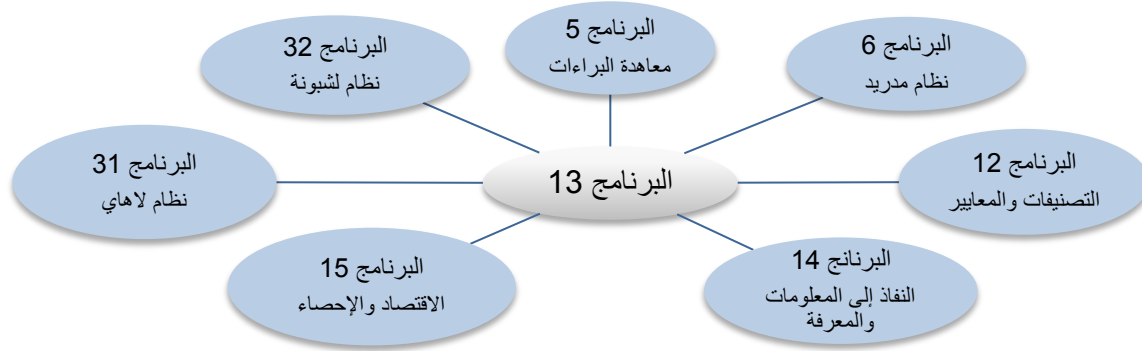 البرنامج 5
معاهدة البراءات
البرنامج 6
نظام مدريد
البرنامج 32
نظام لشبونة
البرنامج 12
التصنيفات والمعايير
البرنامج 13
البرنامج 31
نظام لاهاي
البرنانج 14
النفاذ إلى المعلومات
والمعرفة
البرنامج 15
الاقتصاد والإحصاء